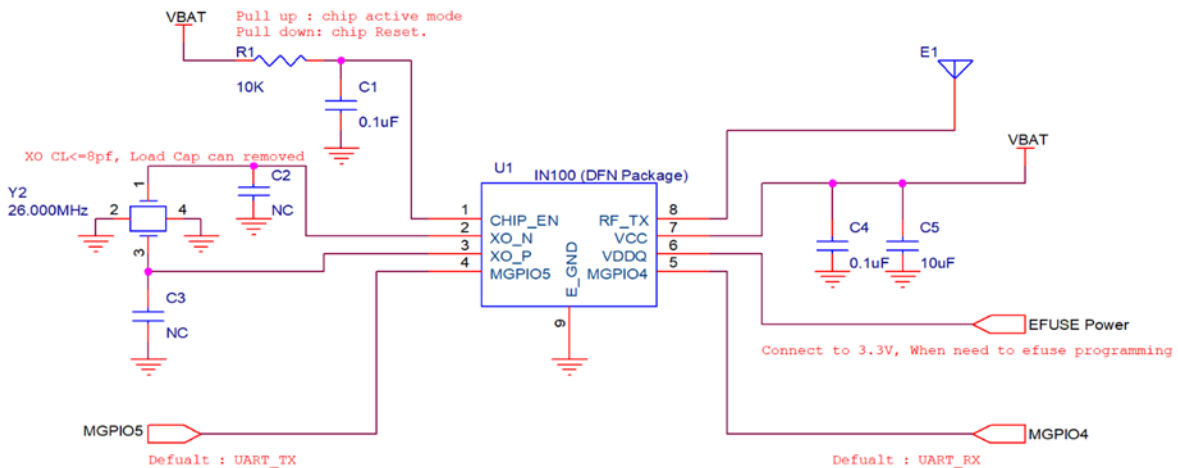 VBAT
Pull up : chip active mode
Pull down: chip Reset.
R1
10K
C1
0.1uF
E1
VBAT
XO CL<=8pf, Load Cap can removed
Y2
26.000MHz
1
2
4
3
C2
NC
C3
NC
U1
IN100 (DFN Package)
1
CHIP_EN
2
XO_N
3
XO_P
4
MGPIO5
RF_TX
8
VCC
7
VDDQ
6
MGPIO4
5
E_GND
9
C4
0.1uF
C5
10uF
EFUSE Power
Connect to 3.3V, When need to efuse programming
MGPIO5
Defualt : UART_TX
MGPIO4
Defualt : UART_RX